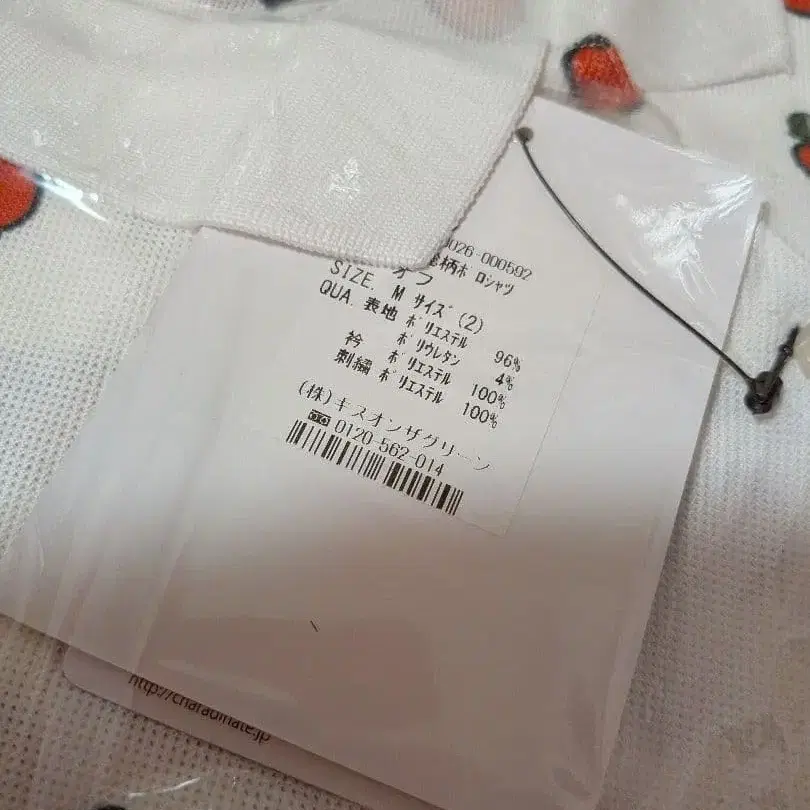 026-000592
柄ポロシャツ
オフ
SIZE. M サイズ(2)
QUA. 表地 ポリエステル 96%
ポリウレタン 4%
衿 ポリエステル 100%
刺繍 ポリエステル 100%
(株)キスオンザグリーン
0120-562-014
http://charadinate.jp